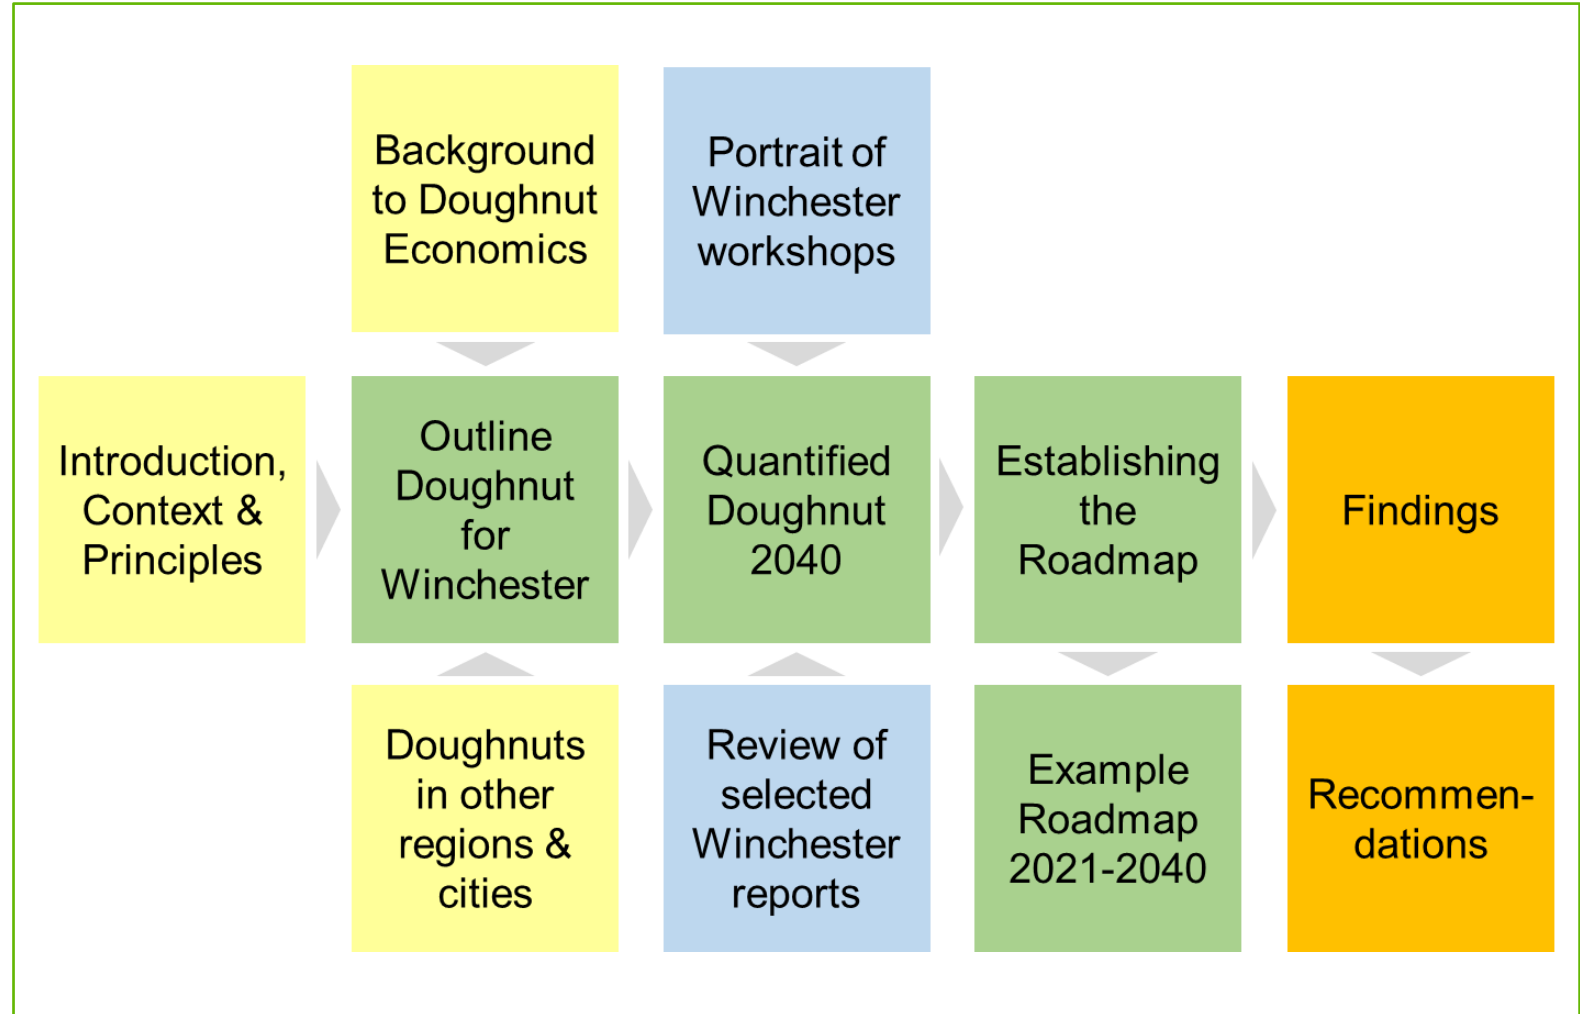 Background
to Doughnut
Economics
Portrait of
Winchester
workshops
Introduction,
Context &
Principles
Outline
Doughnut
for
Winchester
Quantified
Doughnut
2040
Establishing
the
Roadmap
Findings
Doughnuts
in other
regions &
cities
Review of
selected
Winchester
reports
Example
Roadmap
2021-2040
Recommen-
dations